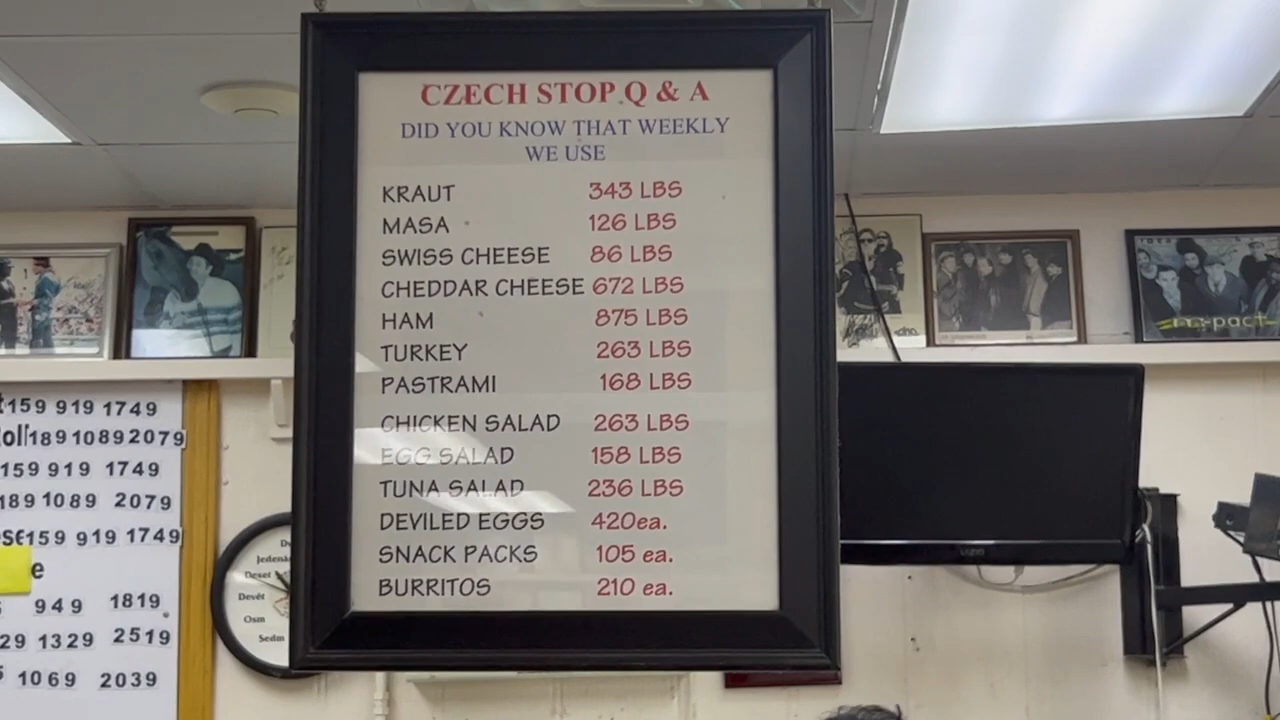 CZECH STOP Q & A
DID YOU KNOW THAT WEEKLY
WE USE
KRAUT 343 LBS
MASA 126 LBS
SWISS CHEESE 86 LBS
CHEDDAR CHEESE 672 LBS
HAM 875 LBS
TURKEY 263 LBS
PASTRAMI 168 LBS
CHICKEN SALAD 263 LBS
EGG SALAD 158 LBS
TUNA SALAD 236 LBS
DEVILED EGGS 420ea.
SNACK PACKS 105 ea.
BURRITOS 210 ea.
159 919 1749
189 1089 2079
159 919 1749
189 1089 2079
159 919 1749
949 1819
29 1329 2519
1069 2039
Deset
Devět
Osm
Sedm
VIZIO